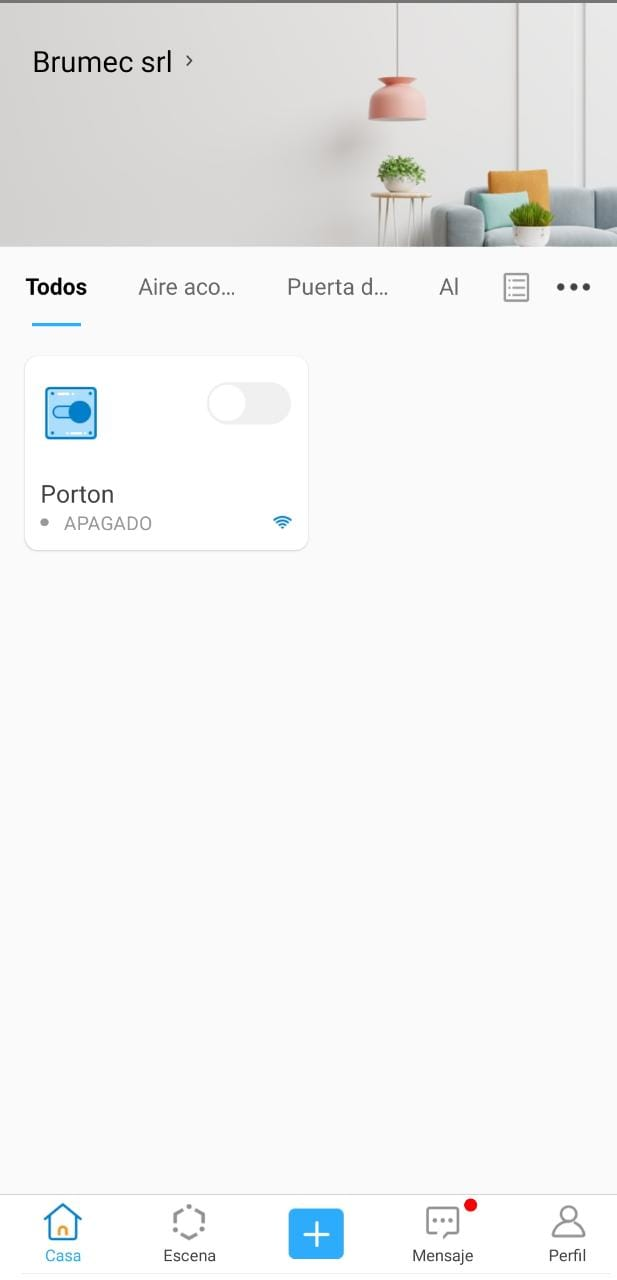 Brumec srl
Todos
Aire aco...
Puerta d...
Al
Porton
APAGADO
Casa
Escena
Mensaje
Perfil